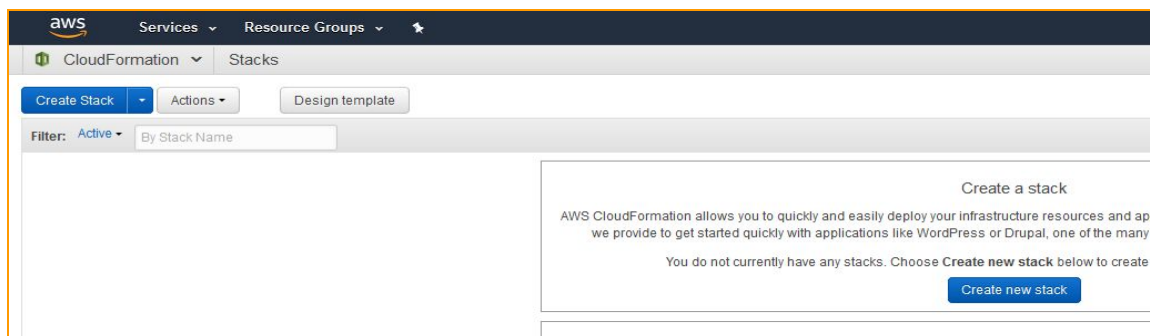 aws Services Resource Groups
CloudFormation Stacks
Create Stack Actions Design template
Filter: Active By Stack Name
Create a stack
AWS CloudFormation allows you to quickly and easily deploy your infrastructure resources and ap
we provide to get started quickly with applications like WordPress or Drupal, one of the many
You do not currently have any stacks. Choose Create new stack below to create
Create new stack